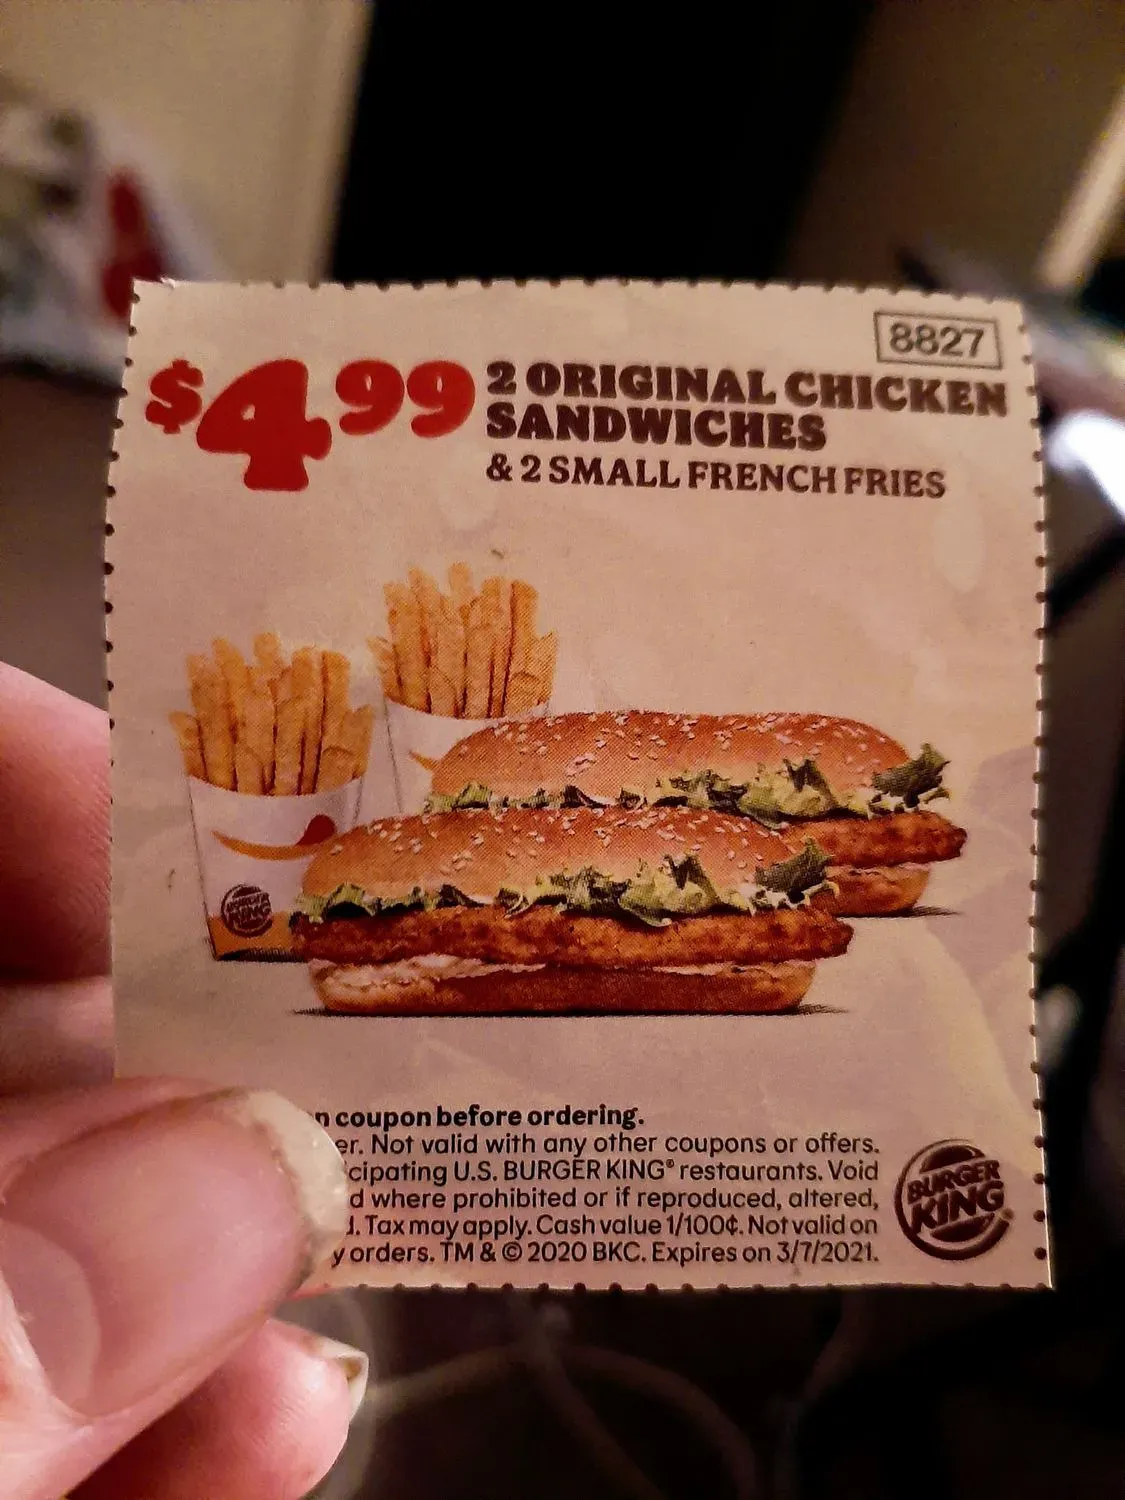 8827
$4.99
2 ORIGINAL CHICKEN
SANDWICHES
& 2 SMALL FRENCH FRIES
BURGER
KING
coupon before ordering.
Not valid with any other coupons or offers.
U.S. BURGER KING® restaurants. Void
where prohibited or if reproduced, altered,
Tax may apply. Cash value 1/100¢. Not valid on
orders. TM & © 2020 BKC. Expires on 3/7/2021.
BURGER
KING